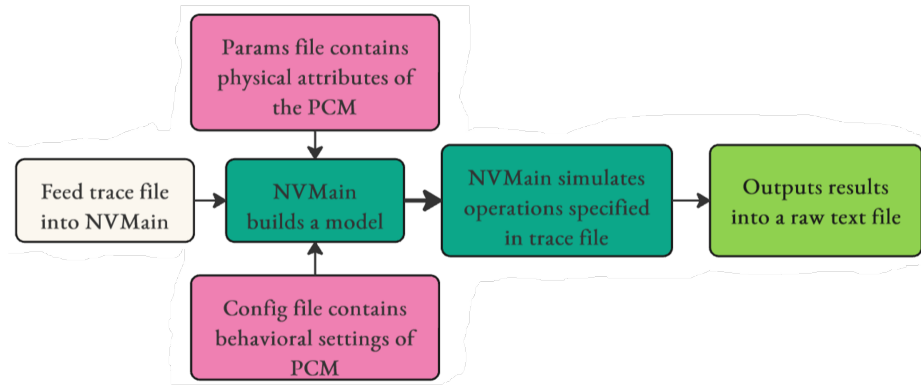 Params file contains
physical attributes of
the PCM
Feed trace file
into NVMain
NVMain
builds a model
NVMain simulates
operations specified
in trace file
Outputs results
into a raw text file
Config file contains
behavioral settings of
PCM